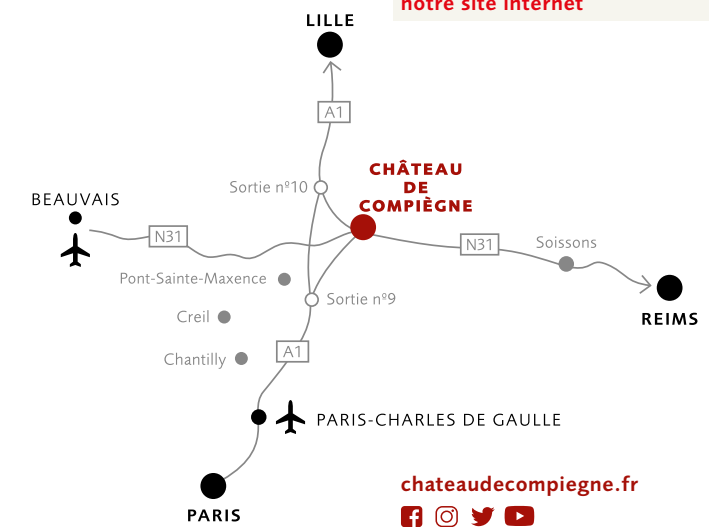 notre site internet
LILLE
A1
CHÂTEAU
DE
COMPIÈGNE
Sortie nº10
BEAUVAIS
N31
N31
Soissons
Pont-Sainte-Maxence
Sortie nº9
REIMS
Creil
A1
Chantilly
PARIS-CHARLES DE GAULLE
chateaudecompiegne.fr
PARIS